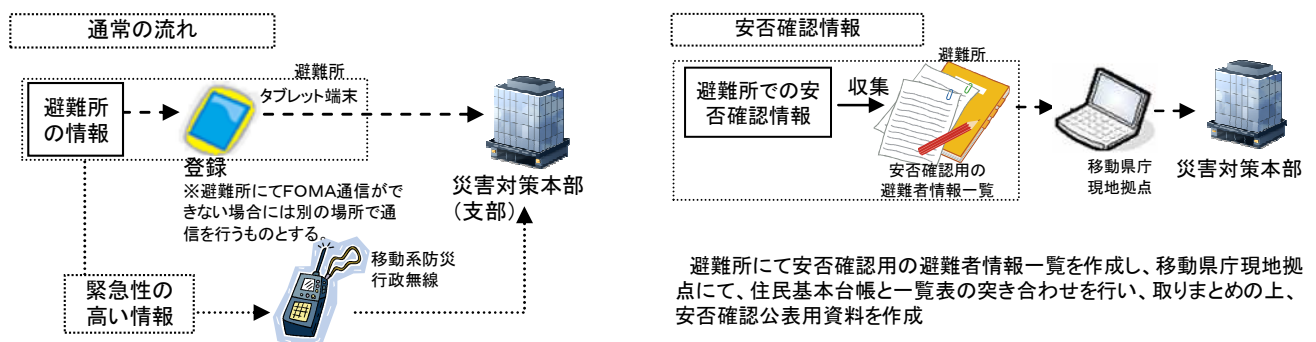 通常の流れ
避難所
タブレット端末
避難所
の情報
登録
※避難所にてFOMA通信がで
きない場合には別の場所で通
信を行うものとする。
災害対策本部
(支部)
移動系防災
行政無線
緊急性の
高い情報
安否確認情報
避難所
避難所での安
否確認情報
収集
安否確認用の
避難者情報一覧
移動県庁
現地拠点
災害対策本部
避難所にて安否確認用の避難者情報一覧を作成し、移動県庁現地拠
点にて、住民基本台帳と一覧表の突き合わせを行い、取りまとめの上、
安否確認公表用資料を作成